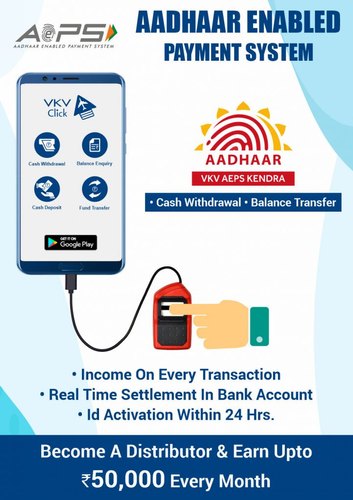 AePS
AADHAAR ENABLED PAYMENT SYSTEM
AADHAAR ENABLED
PAYMENT SYSTEM
VKV
Click
Cash Withdrawal
Balance Enquiry
Cash Deposit
Fund Transfer
GET IT ON
Google Play
AADHAAR
VKV AEPS KENDRA
• Cash Withdrawal • Balance Transfer
• Income On Every Transaction
• Real Time Settlement In Bank Account
• Id Activation Within 24 Hrs.
Become A Distributor & Earn Upto
₹50,000 Every Month